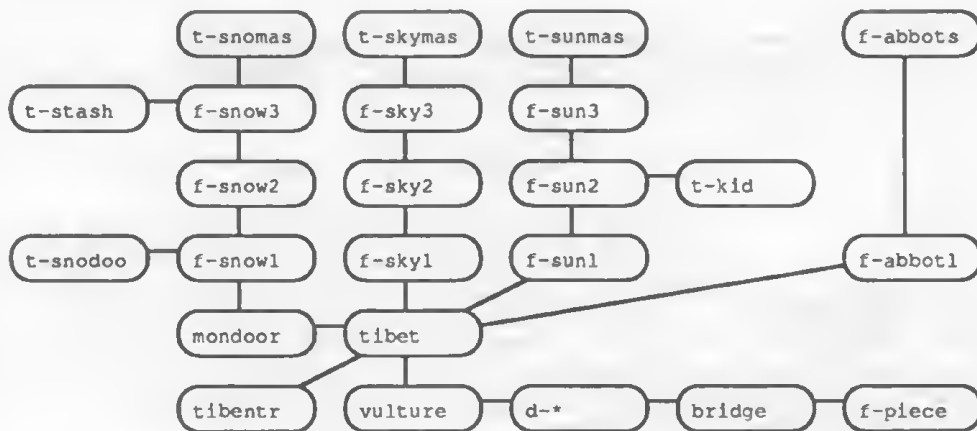 t-snomas t-skymas t-sunmas f-abbots
t-stash f-snow3 f-sky3 f-sun3
f-snow2 f-sky2 f-sun2 t-kid
t-snodoo f-snow1 f-sky1 f-sun1 f-abbot1
mondoor tibet
tibentr vulture d-* bridge f-piece